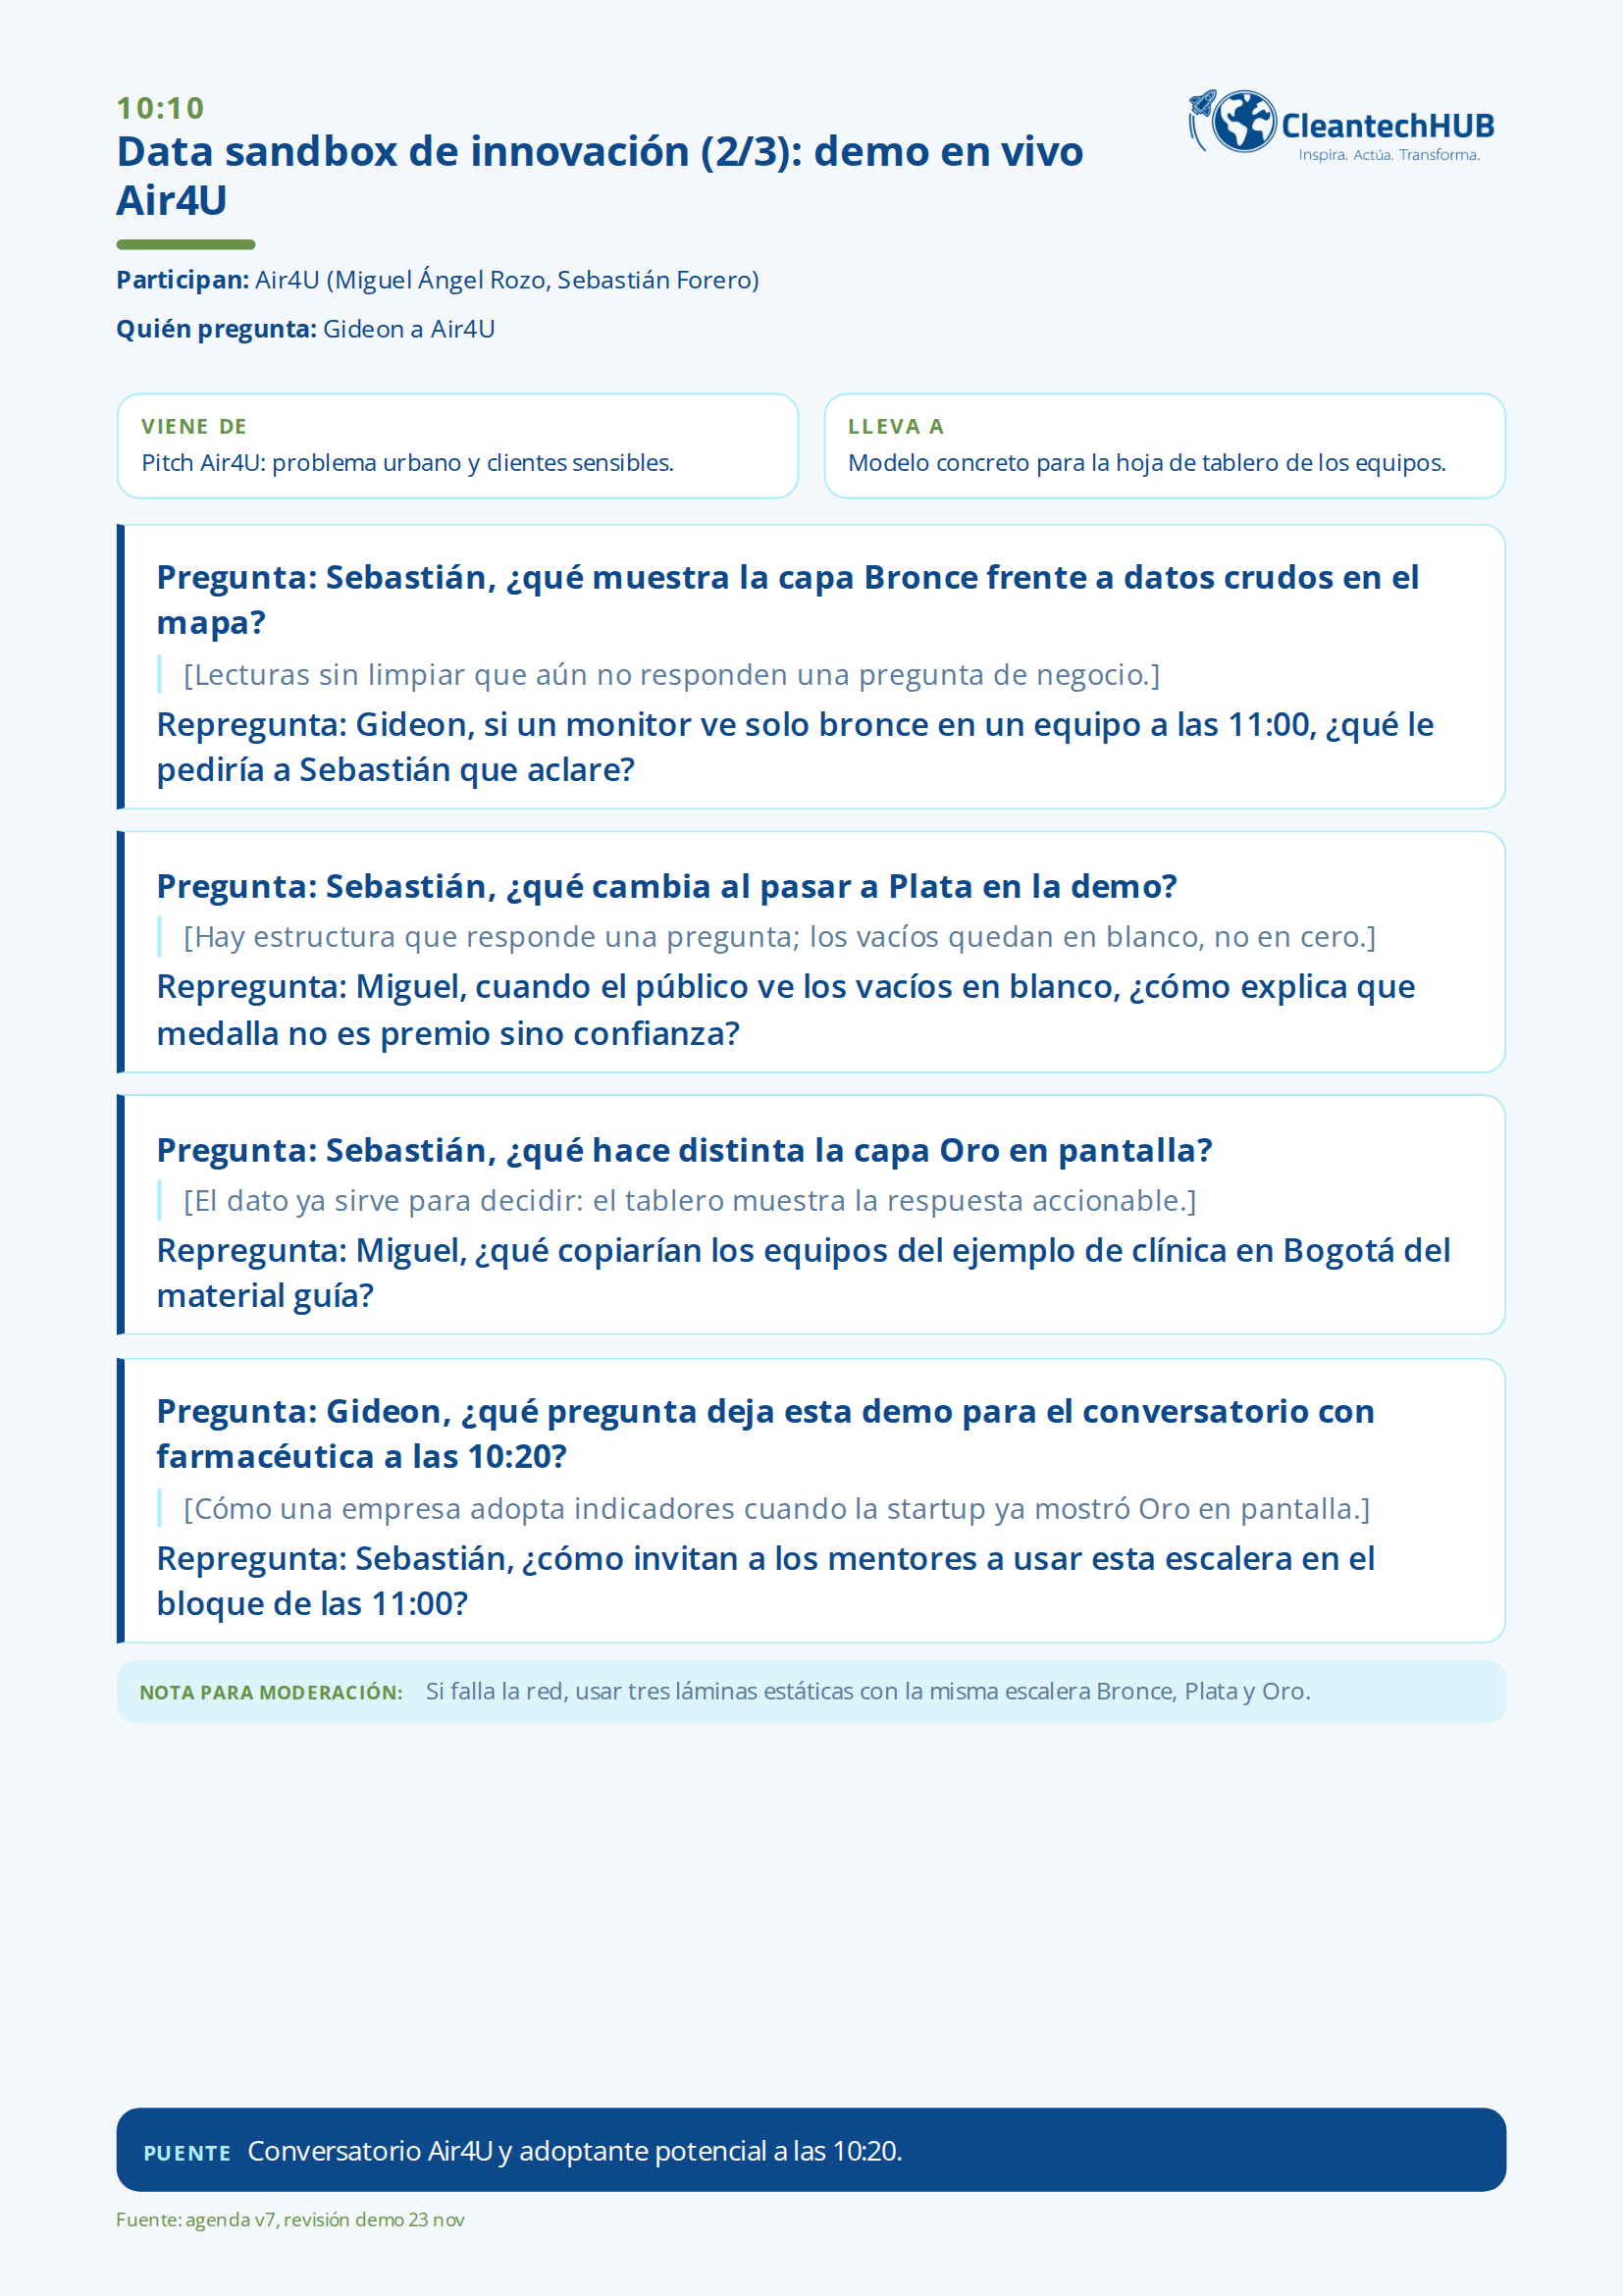 10:10
Data sandbox de innovación (2/3): demo en vivo
Air4U
CleantechHUB
Inspira. Actúa. Transforma.
Participan: Air4U (Miguel Ángel Rozo, Sebastián Forero)
Quién pregunta: Gideon a Air4U
VIENE DE
Pitch Air4U: problema urbano y clientes sensibles.
LLEVA A
Modelo concreto para la hoja de tablero de los equipos.
Pregunta: Sebastián, ¿qué muestra la capa Bronce frente a datos crudos en el
mapa?
[Lecturas sin limpiar que aún no responden una pregunta de negocio.]
Repregunta: Gideon, si un monitor ve solo bronce en un equipo a las 11:00, ¿qué le
pediría a Sebastián que aclare?
Pregunta: Sebastián, ¿qué cambia al pasar a Plata en la demo?
[Hay estructura que responde una pregunta; los vacíos quedan en blanco, no en cero.]
Repregunta: Miguel, cuando el público ve los vacíos en blanco, ¿cómo explica que
medalla no es premio sino confianza?
Pregunta: Sebastián, ¿qué hace distinta la capa Oro en pantalla?
[El dato ya sirve para decidir: el tablero muestra la respuesta accionable.]
Repregunta: Miguel, ¿qué copiarían los equipos del ejemplo de clínica en Bogotá del
material guía?
Pregunta: Gideon, ¿qué pregunta deja esta demo para el conversatorio con
farmacéutica a las 10:20?
[Cómo una empresa adopta indicadores cuando la startup ya mostró Oro en pantalla.]
Repregunta: Sebastián, ¿cómo invitan a los mentores a usar esta escalera en el
bloque de las 11:00?
NOTA PARA MODERACIÓN: Si falla la red, usar tres láminas estáticas con la misma escalera Bronce, Plata y Oro.
PUENTE Conversatorio Air4U y adoptante potencial a las 10:20.
Fuente: agenda v7, revisión demo 23 nov